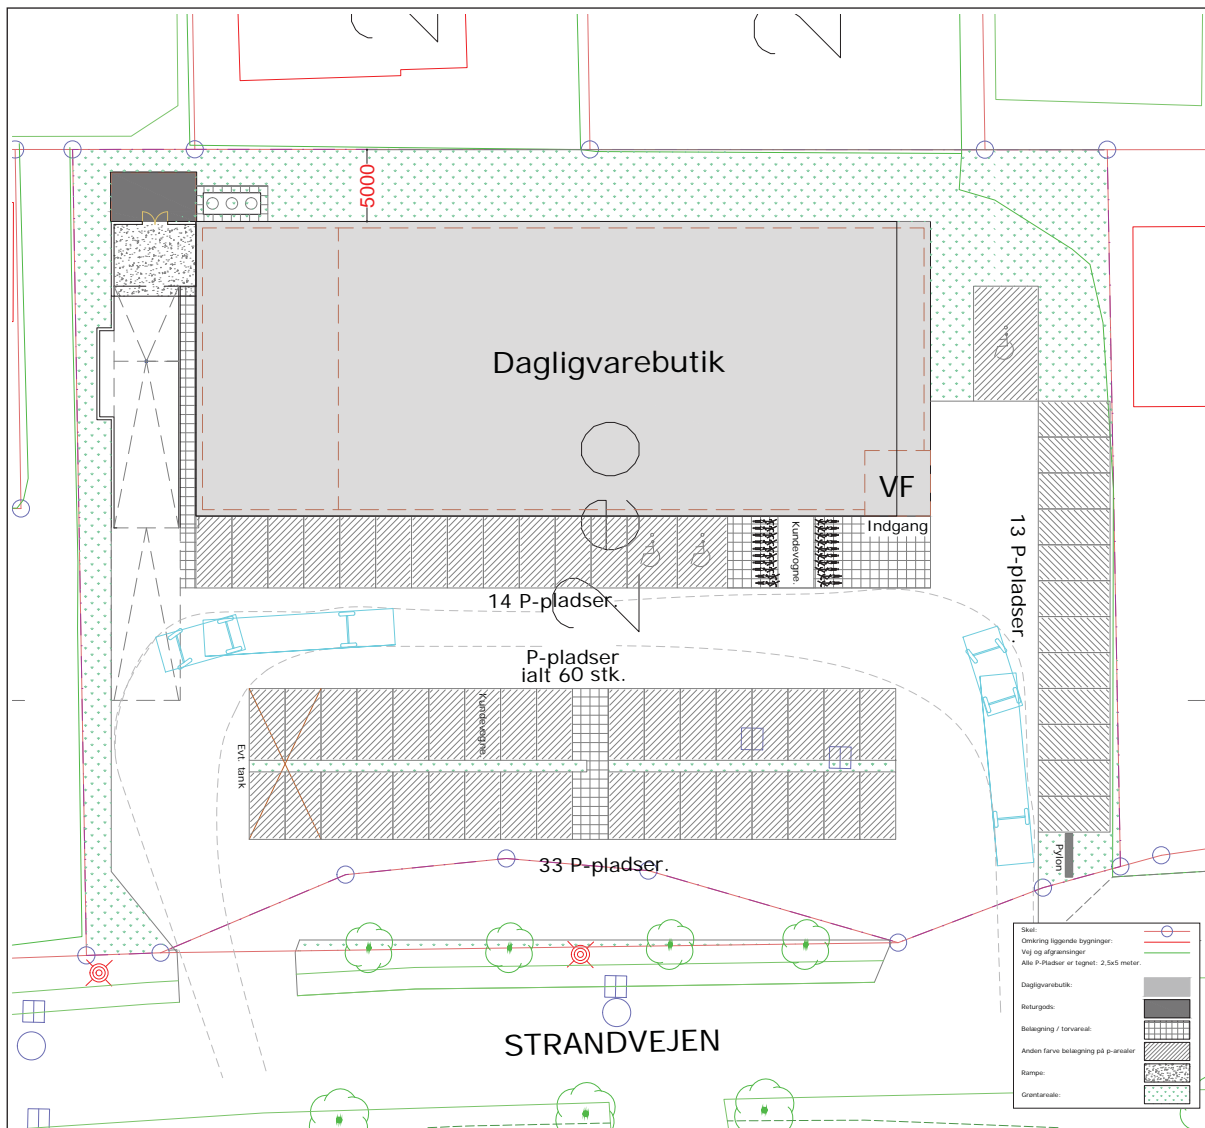 5000
Dagligvarebutik
VF
Indgang
Kundevogne.
14 P-pladser.
13 P-pladser.
P-pladser
ialt 60 stk.
Kundevogne.
Evt. tank
33 P-pladser.
Pylon
STRANDVEJEN
Skel:
Omkring liggende bygninger:
Vej og afgrænsinger
Alle P-Pladser er tegnet: 2,5x5 meter.
Dagligvarebutik:
Returgods:
Belægning / torvareal:
Anden farve belægning på p-arealer
Rampe:
Grøntareale: